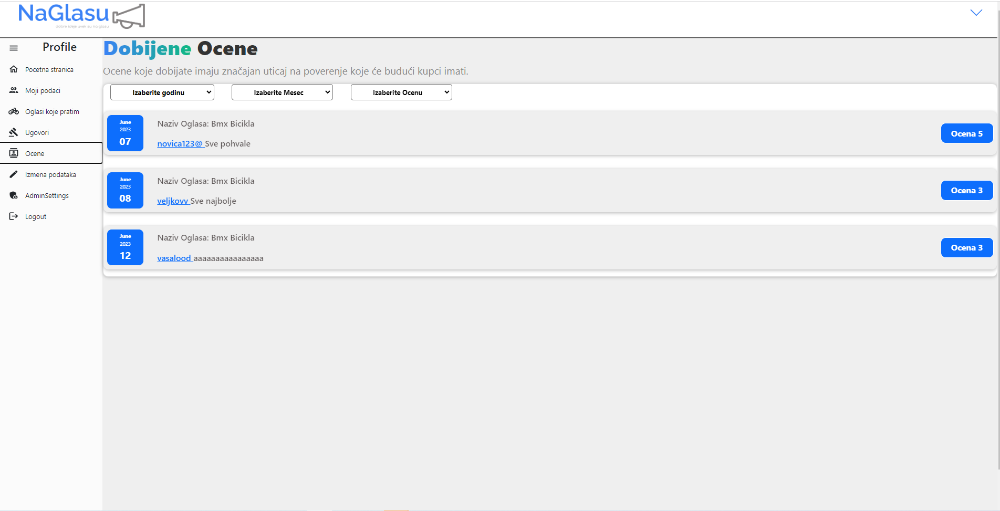 NaGlasu
dobre ideje uvek su na glasu
Profile
Pocetna stranica
Moji podaci
Oglasi koje pratim
Ugovori
Ocene
Izmena podataka
AdminSettings
Logout
Dobijene Ocene
Ocene koje dobijate imaju značajan uticaj na poverenje koje će budući kupci imati.
Izaberite godinu
Izaberite Mesec
Izaberite Ocenu
June
2023
07
Naziv Oglasa: Bmx Bicikla
novica123@ Sve pohvale
Ocena 5
June
2023
08
Naziv Oglasa: Bmx Bicikla
veljkovv Sve najbolje
Ocena 3
June
2023
12
Naziv Oglasa: Bmx Bicikla
vasalood aaaaaaaaaaaaaaaa
Ocena 3